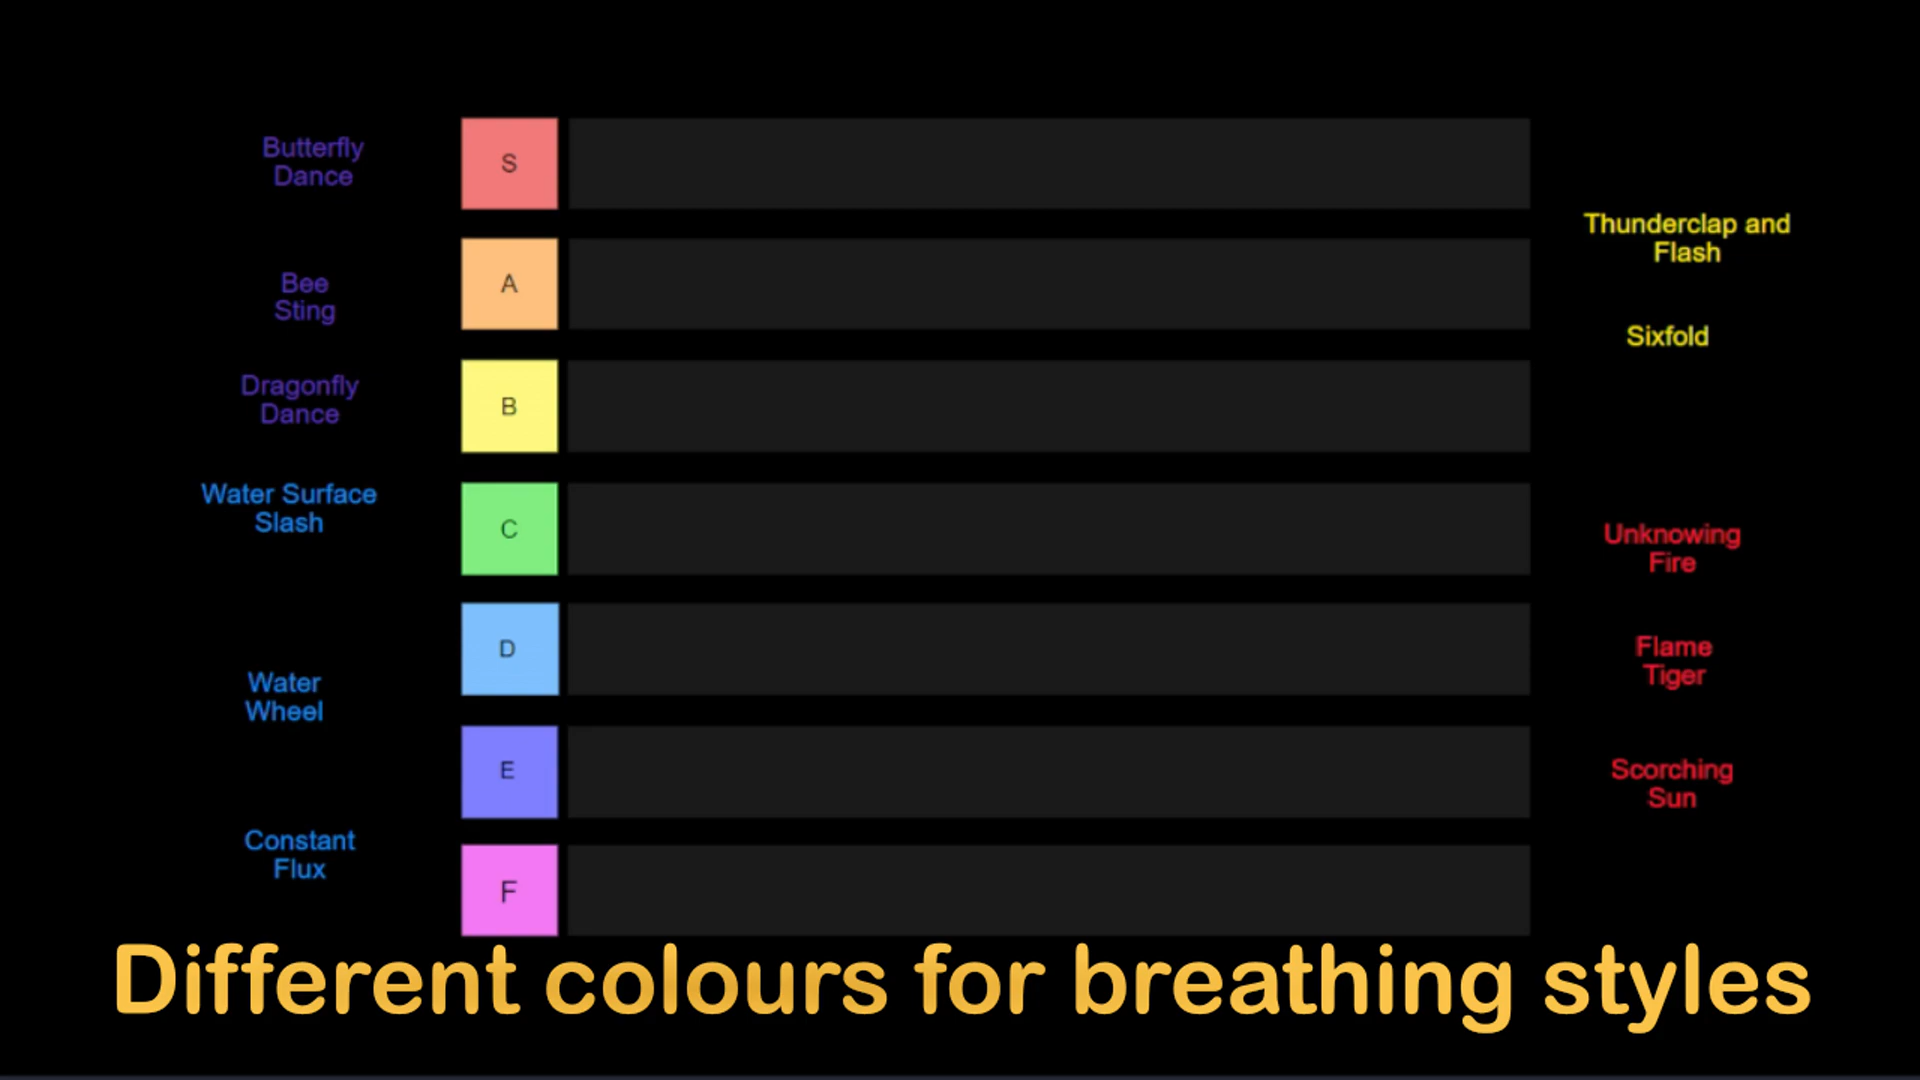 Butterfly
Dance
Bee
Sting
Dragonfly
Dance
Water Surface
Slash
Water
Wheel
Constant
Flux
S
A
B
C
D
E
F
Thunderclap and
Flash
Sixfold
Unknowing
Fire
Flame
Tiger
Scorching
Sun
Different colours for breathing styles